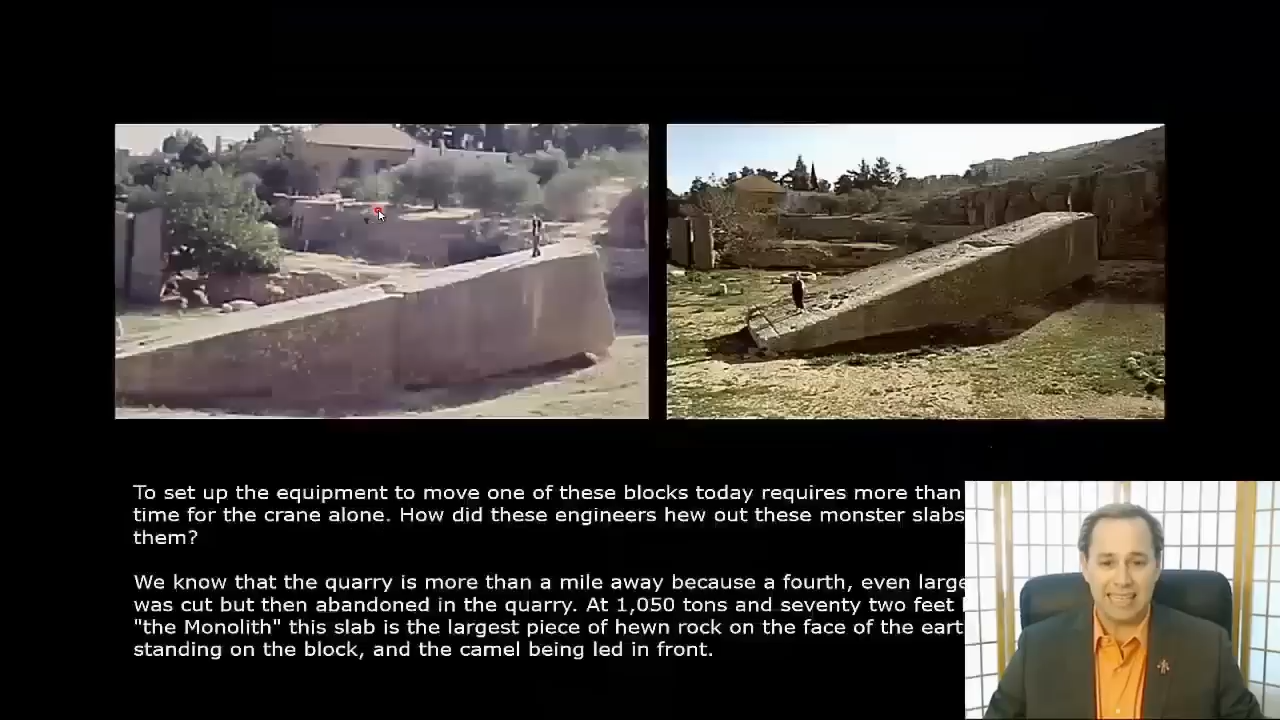 To set up the equipment to move one of these blocks today requires more than
time for the crane alone. How did these engineers hew out these monster slabs
them?
We know that the quarry is more than a mile away because a fourth, even large
was cut but then abandoned in the quarry. At 1,050 tons and seventy two feet
"the Monolith" this slab is the largest piece of hewn rock on the face of the eart
standing on the block, and the camel being led in front.